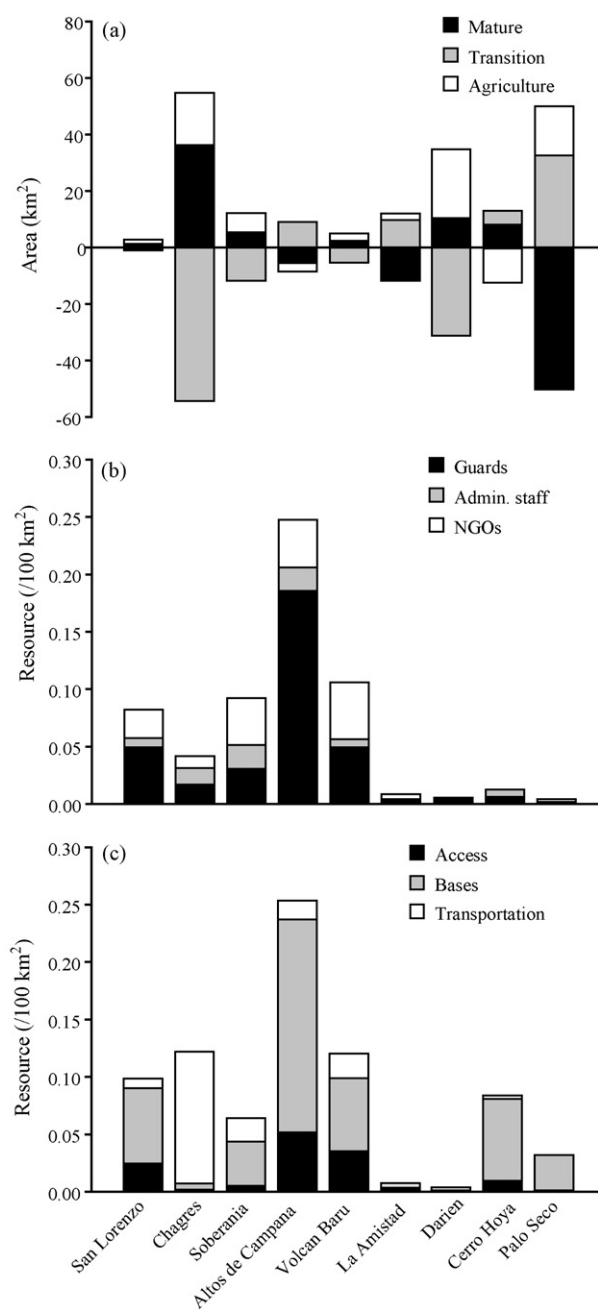 (a)
Mature
Transition
Agriculture
80
60
40
20
0
-20
-40
-60
Area (km²)
(b)
Guards
Admin. staff
NGOs
0.30
0.25
0.20
0.15
0.10
0.05
0.00
Resource (/100 km²)
(c)
Access
Bases
Transportation
0.30
0.25
0.20
0.15
0.10
0.05
0.00
Resource (/100 km²)
San Lorenzo
Chagres
Soberania
Altos de Campana
Volcan Baru
La Amistad
Darien
Cerro Hoya
Palo Seco